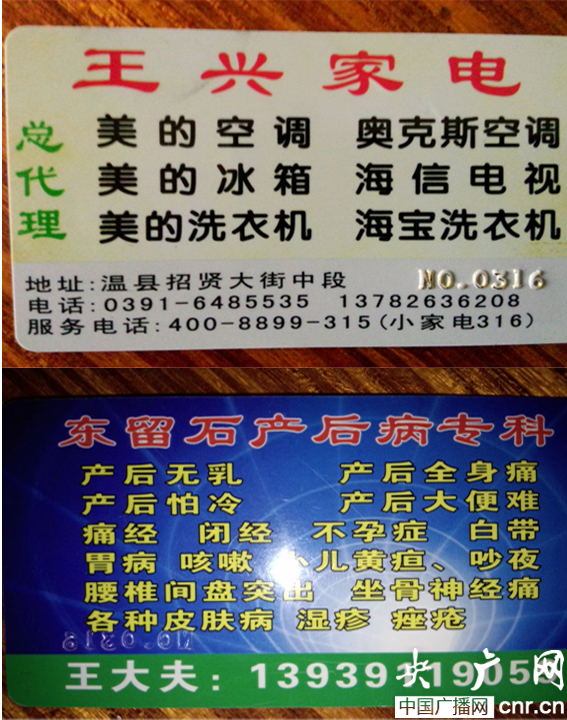 王兴家电
总代理
美的空调 奥克斯空调
美的冰箱 海信电视
美的洗衣机 海宝洗衣机
地址:温县招贤大街中段 NO.0316
电话:0391-6485535 13782636208
服务电话:400-8899-315(小家电316)
东留石产后病专科
产后无乳 产后全身痛
产后怕冷 产后大便难
痛经 闭经 不孕症 白带
胃病 咳嗽 小儿黄疸、吵夜
腰椎间盘突出 坐骨神经痛
各种皮肤病 湿疹 痤疮
王大夫:1393911905
央广网
中国广播网 cnr.cn